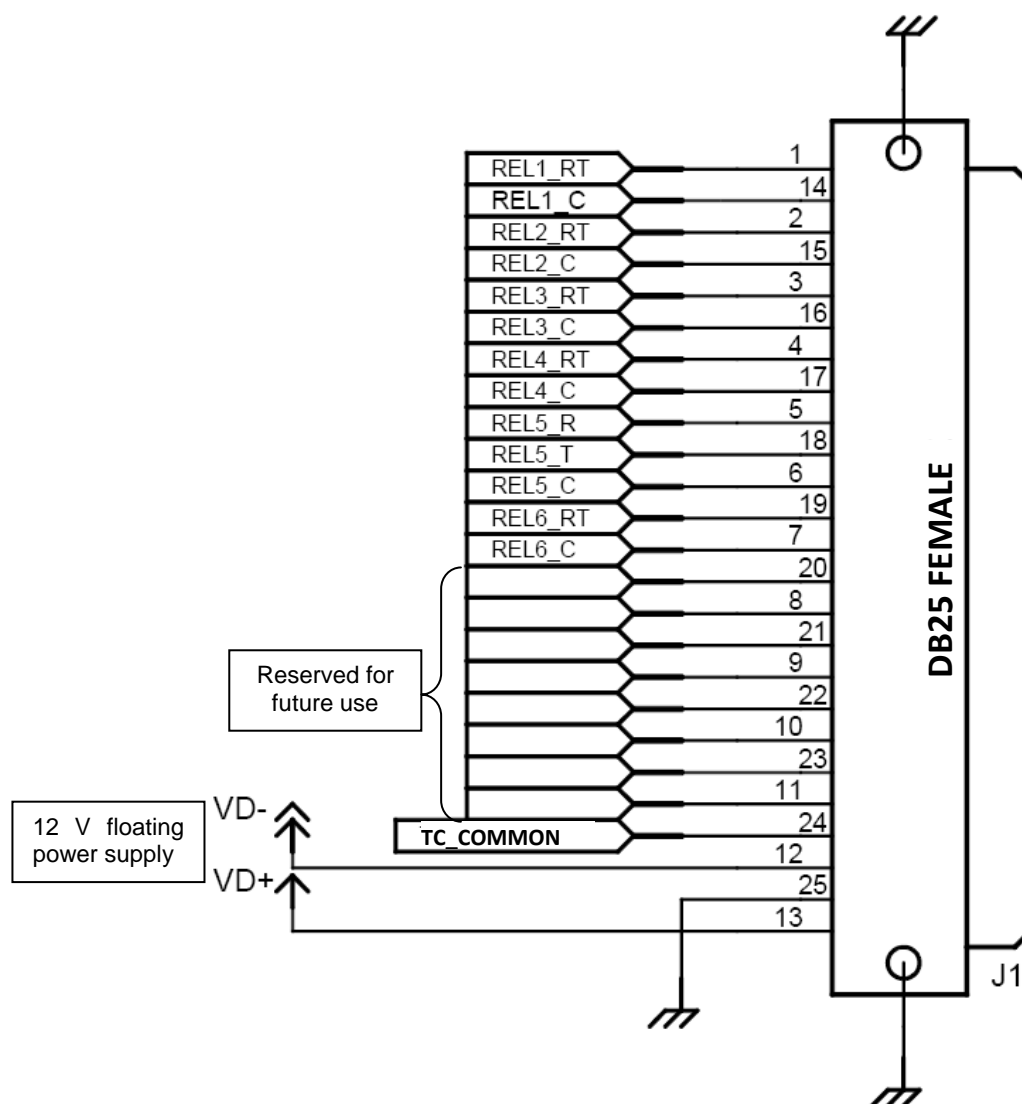 REL1_RT 1
REL1_C 14
REL2_RT 2
REL2_C 15
REL3_RT 3
REL3_C 16
REL4_RT 4
REL4_C 17
REL5_R 5
REL5_T 18
REL5_C 6
REL6_RT 19
REL6_C 7
20
8
21
9
22
10
23
11
Reserved for
future use
TC_COMMON 24
12 V floating
power supply
VD- 12
25
VD+ 13
DB25 FEMALE
J1